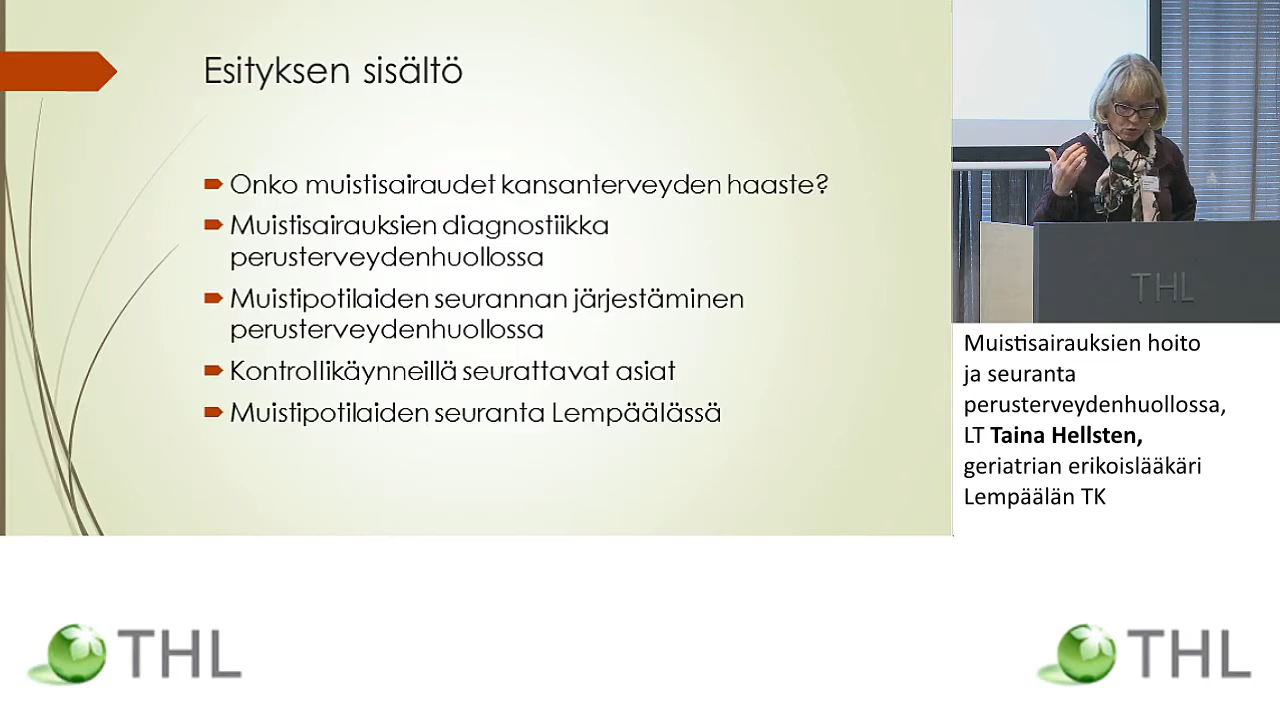 Esityksen sisältö
Onko muistisairaudet kansanterveyden haaste?
Muistisairauksien diagnostiikka
perusterveydenhuollossa
Muistipotilaiden seurannan järjestäminen
perusterveydenhuollossa
Kontrollikäynneillä seurattavat asiat
Muistipotilaiden seuranta Lempäälässä
THL
Muistisairauksien hoito
ja seuranta
perusterveydenhuollossa,
LT Taina Hellsten,
geriatrian erikoislääkäri
Lempäälän TK
THL
THL